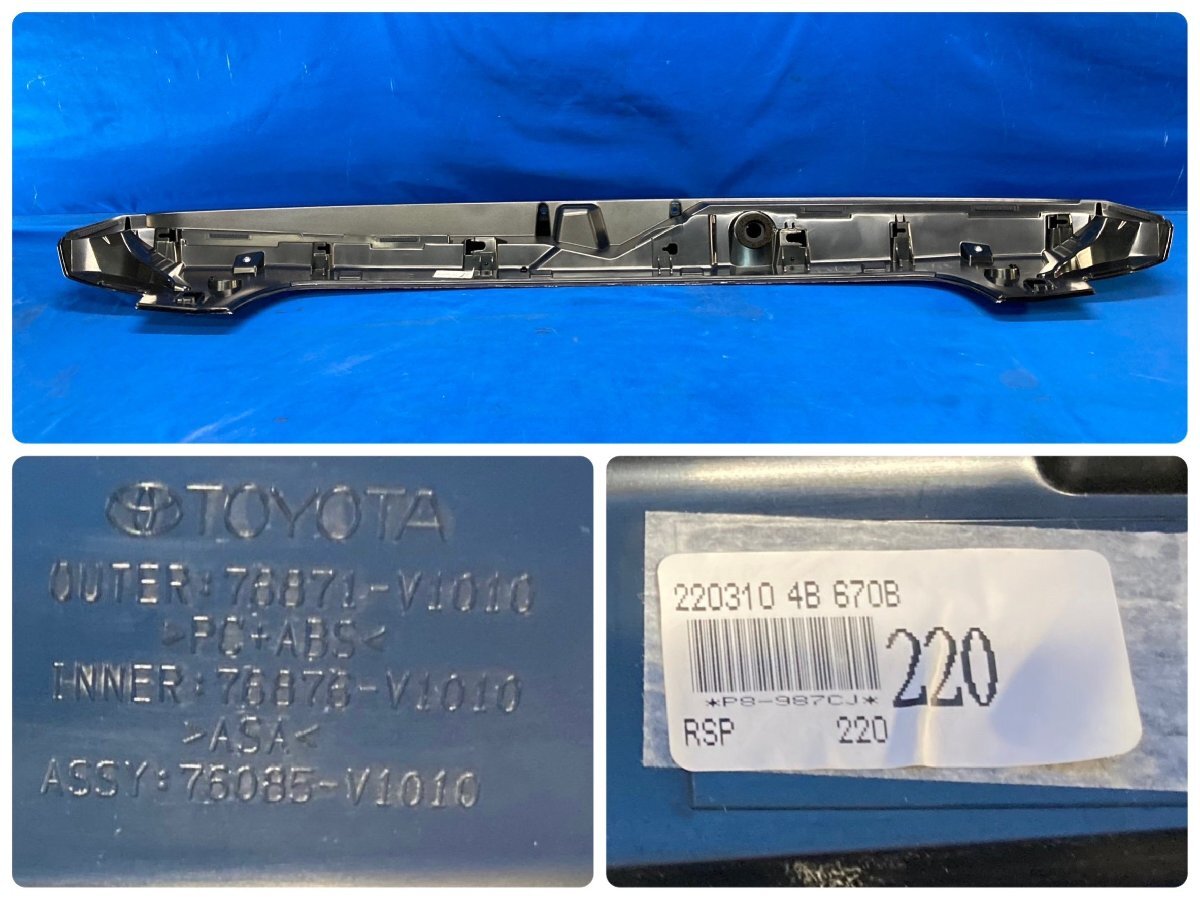 TOYOTA
OUTER:76871-V1010
>PC+ABS<
INNER:76876-V1010
>ASA<
ASSY:76085-V1010
220310 4B 670B
220
*P8-987CJ*
RSP 220